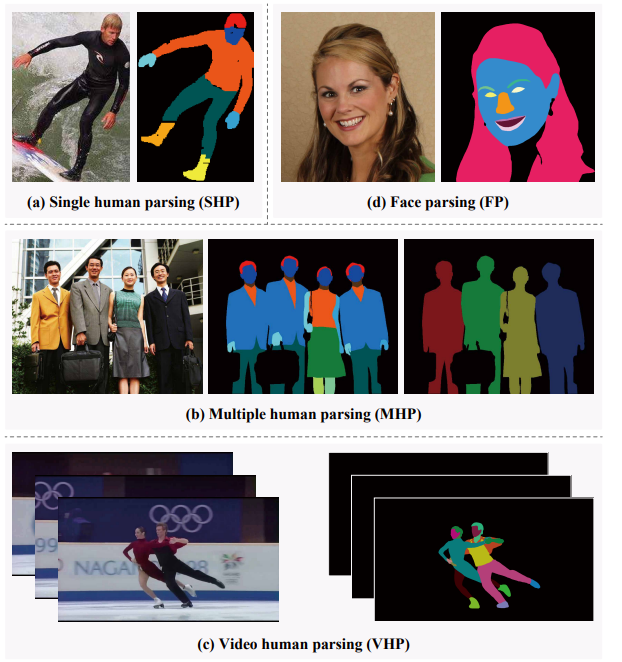 (a) Single human parsing (SHP)
(d) Face parsing (FP)
(b) Multiple human parsing (MHP)
99
NAGA 98
(c) Video human parsing (VHP)